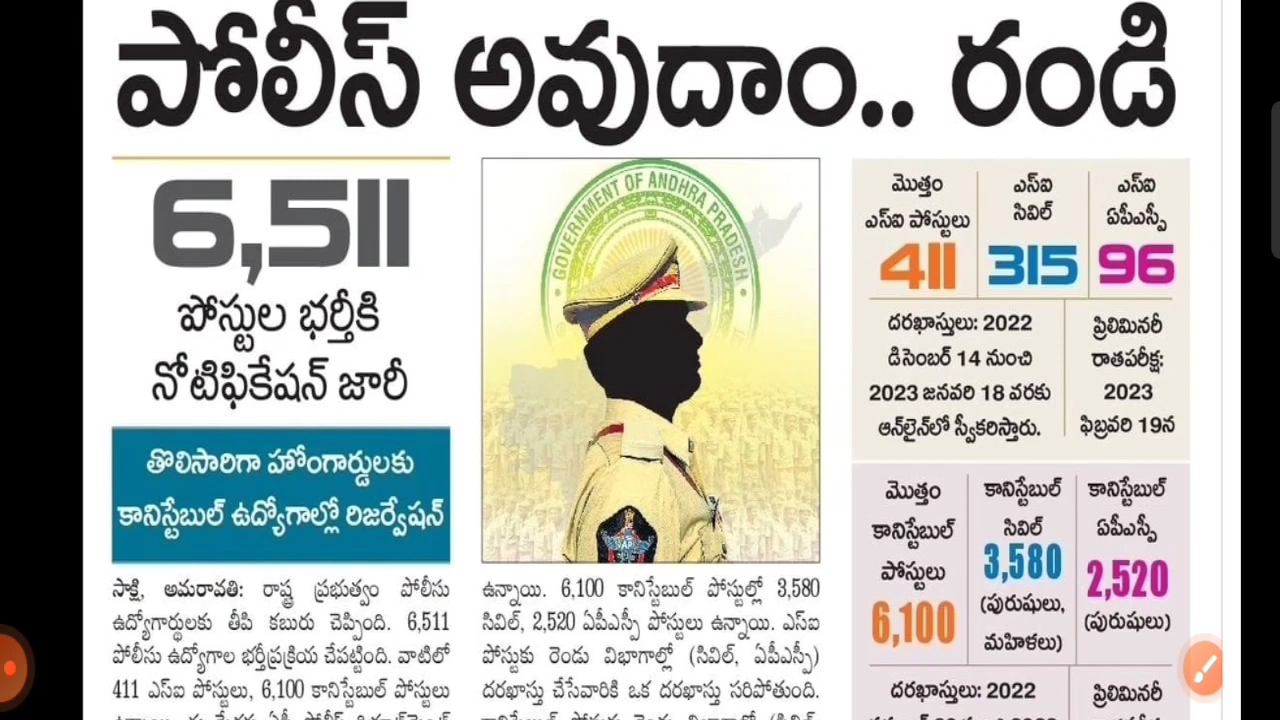 పోలీస్ అవుదాం.. రండి
6,511
పోస్టుల భర్తీకి
నోటిఫికేషన్ జారీ
తొలిసారిగా హోంగార్డులకు
కానిస్టేబుల్ ఉద్యోగాల్లో రిజర్వేషన్
సాక్షి, అమరావతి: రాష్ట్ర ప్రభుత్వం పోలీసు
ఉద్యోగార్థులకు తీపి కబురు చెప్పింది. 6,511
పోలీసు ఉద్యోగాల భర్తీప్రక్రియ చేపట్టింది. వాటిలో
411 ఎస్ఐ పోస్టులు, 6,100 కానిస్టేబుల్ పోస్టులు
GOVERNMENT OF ANDHRA PRADESH
AP
ఉన్నాయి. 6,100 కానిస్టేబుల్ పోస్టుల్లో 3,580
సివిల్, 2,520 ఏపీఎస్పీ పోస్టులు ఉన్నాయి. ఎస్ఐ
పోస్టుకు రెండు విభాగాల్లో (సివిల్, ఏపీఎస్పీ)
దరఖాస్తు చేసేవారికి ఒక దరఖాస్తు సరిపోతుంది.
మొత్తం
ఎస్ఐ పోస్టులు
411
ఎస్ఐ
సివిల్
315
ఎస్ఐ
ఏపీఎస్పీ
96
దరఖాస్తులు: 2022
డిసెంబర్ 14 నుంచి
2023 జనవరి 18 వరకు
ఆన్‌లైన్‌లో స్వీకరిస్తారు.
ప్రిలిమినరీ
రాతపరీక్ష:
2023
ఫిబ్రవరి 19న
మొత్తం
కానిస్టేబుల్
పోస్టులు
6,100
కానిస్టేబుల్
సివిల్
3,580
(పురుషులు,
మహిళలు)
కానిస్టేబుల్
ఏపీఎస్పీ
2,520
(పురుషులు)
దరఖాస్తులు: 2022
ప్రిలిమినరీ